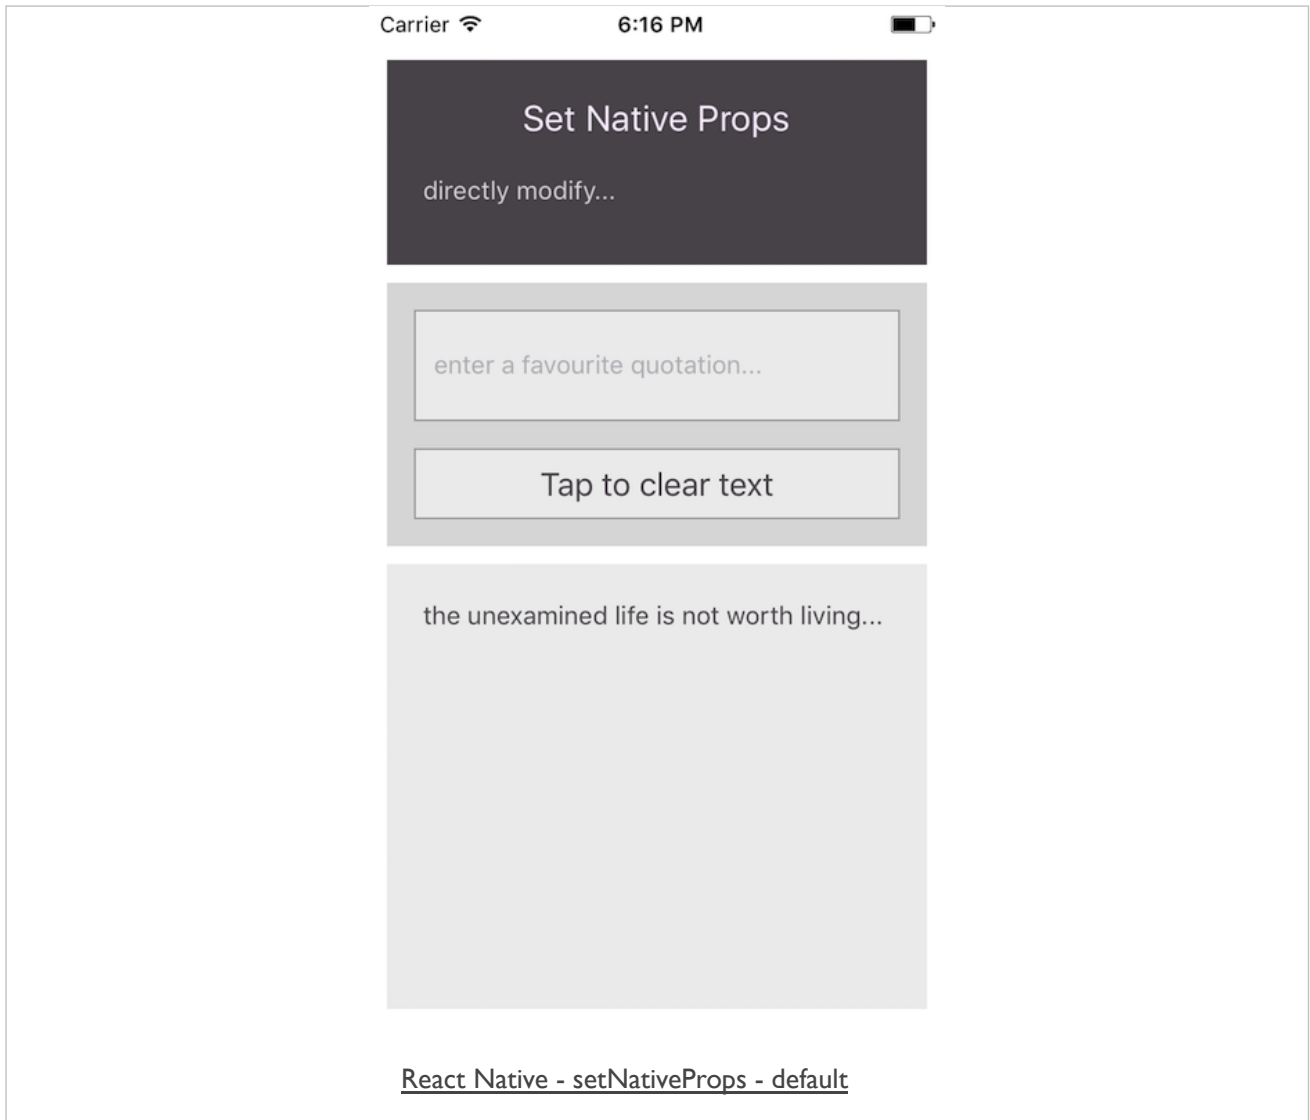 Carrier 6:16 PM
Set Native Props
directly modify...
enter a favourite quotation...
Tap to clear text
the unexamined life is not worth living...
React Native - setNativeProps - default